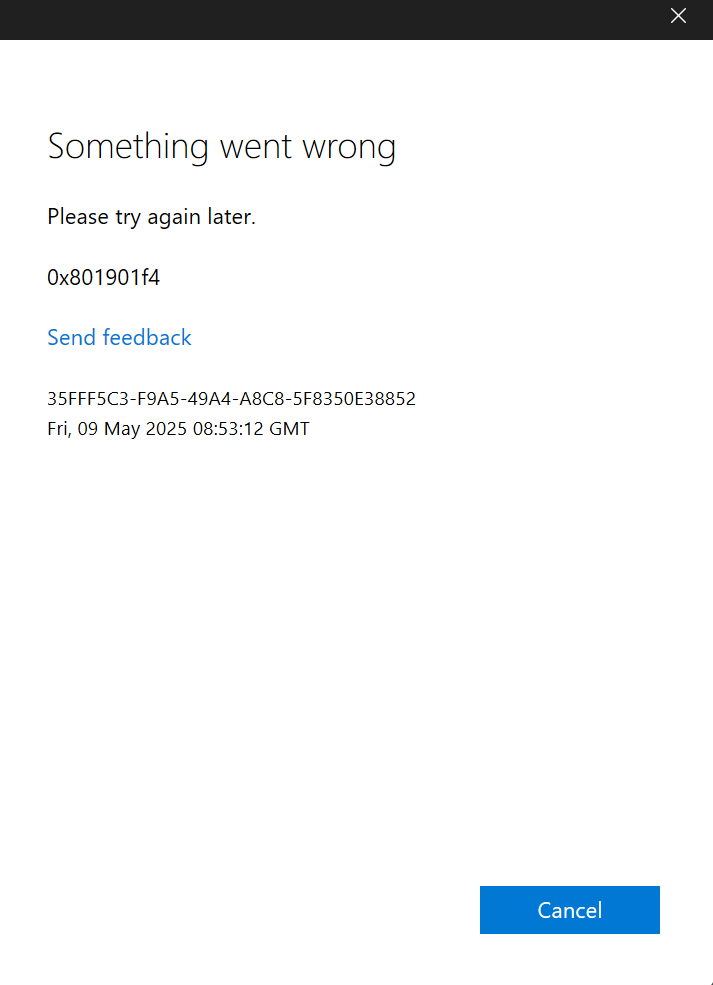 Something went wrong
Please try again later.
0x801901f4
Send feedback
35FFF5C3-F9A5-49A4-A8C8-5F8350E38852
Fri, 09 May 2025 08:53:12 GMT
Cancel